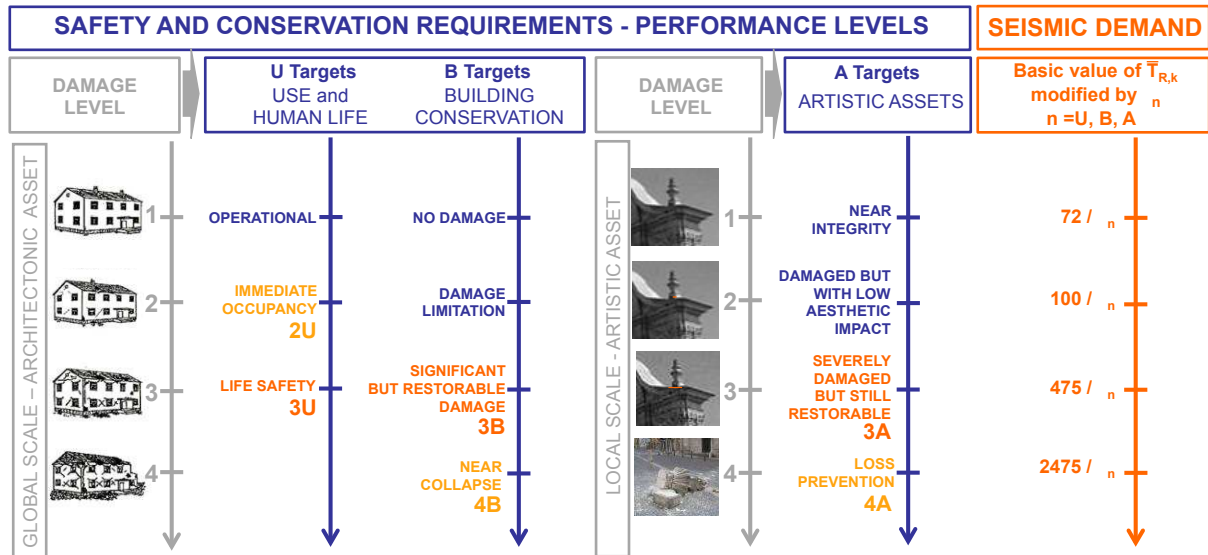 SAFETY AND CONSERVATION REQUIREMENTS - PERFORMANCE LEVELS
SEISMIC DEMAND
DAMAGE
LEVEL
U Targets
USE and
HUMAN LIFE
B Targets
BUILDING
CONSERVATION
DAMAGE
LEVEL
A Targets
ARTISTIC ASSETS
Basic value of T̿R,k
modified by n
n =U, B, A
GLOBAL SCALE – ARCHITECTONIC ASSET
1
OPERATIONAL
NO DAMAGE
LOCAL SCALE - ARTISTIC ASSET
1
NEAR
INTEGRITY
72 / n
2
IMMEDIATE
OCCUPANCY
2U
DAMAGE
LIMITATION
2
DAMAGED BUT
WITH LOW
AESTHETIC
IMPACT
100 / n
3
LIFE SAFETY
3U
SIGNIFICANT
BUT RESTORABLE
DAMAGE
3B
3
SEVERELY
DAMAGED
BUT STILL
RESTORABLE
3A
475 / n
4
NEAR
COLLAPSE
4B
4
LOSS
PREVENTION
4A
2475 / n